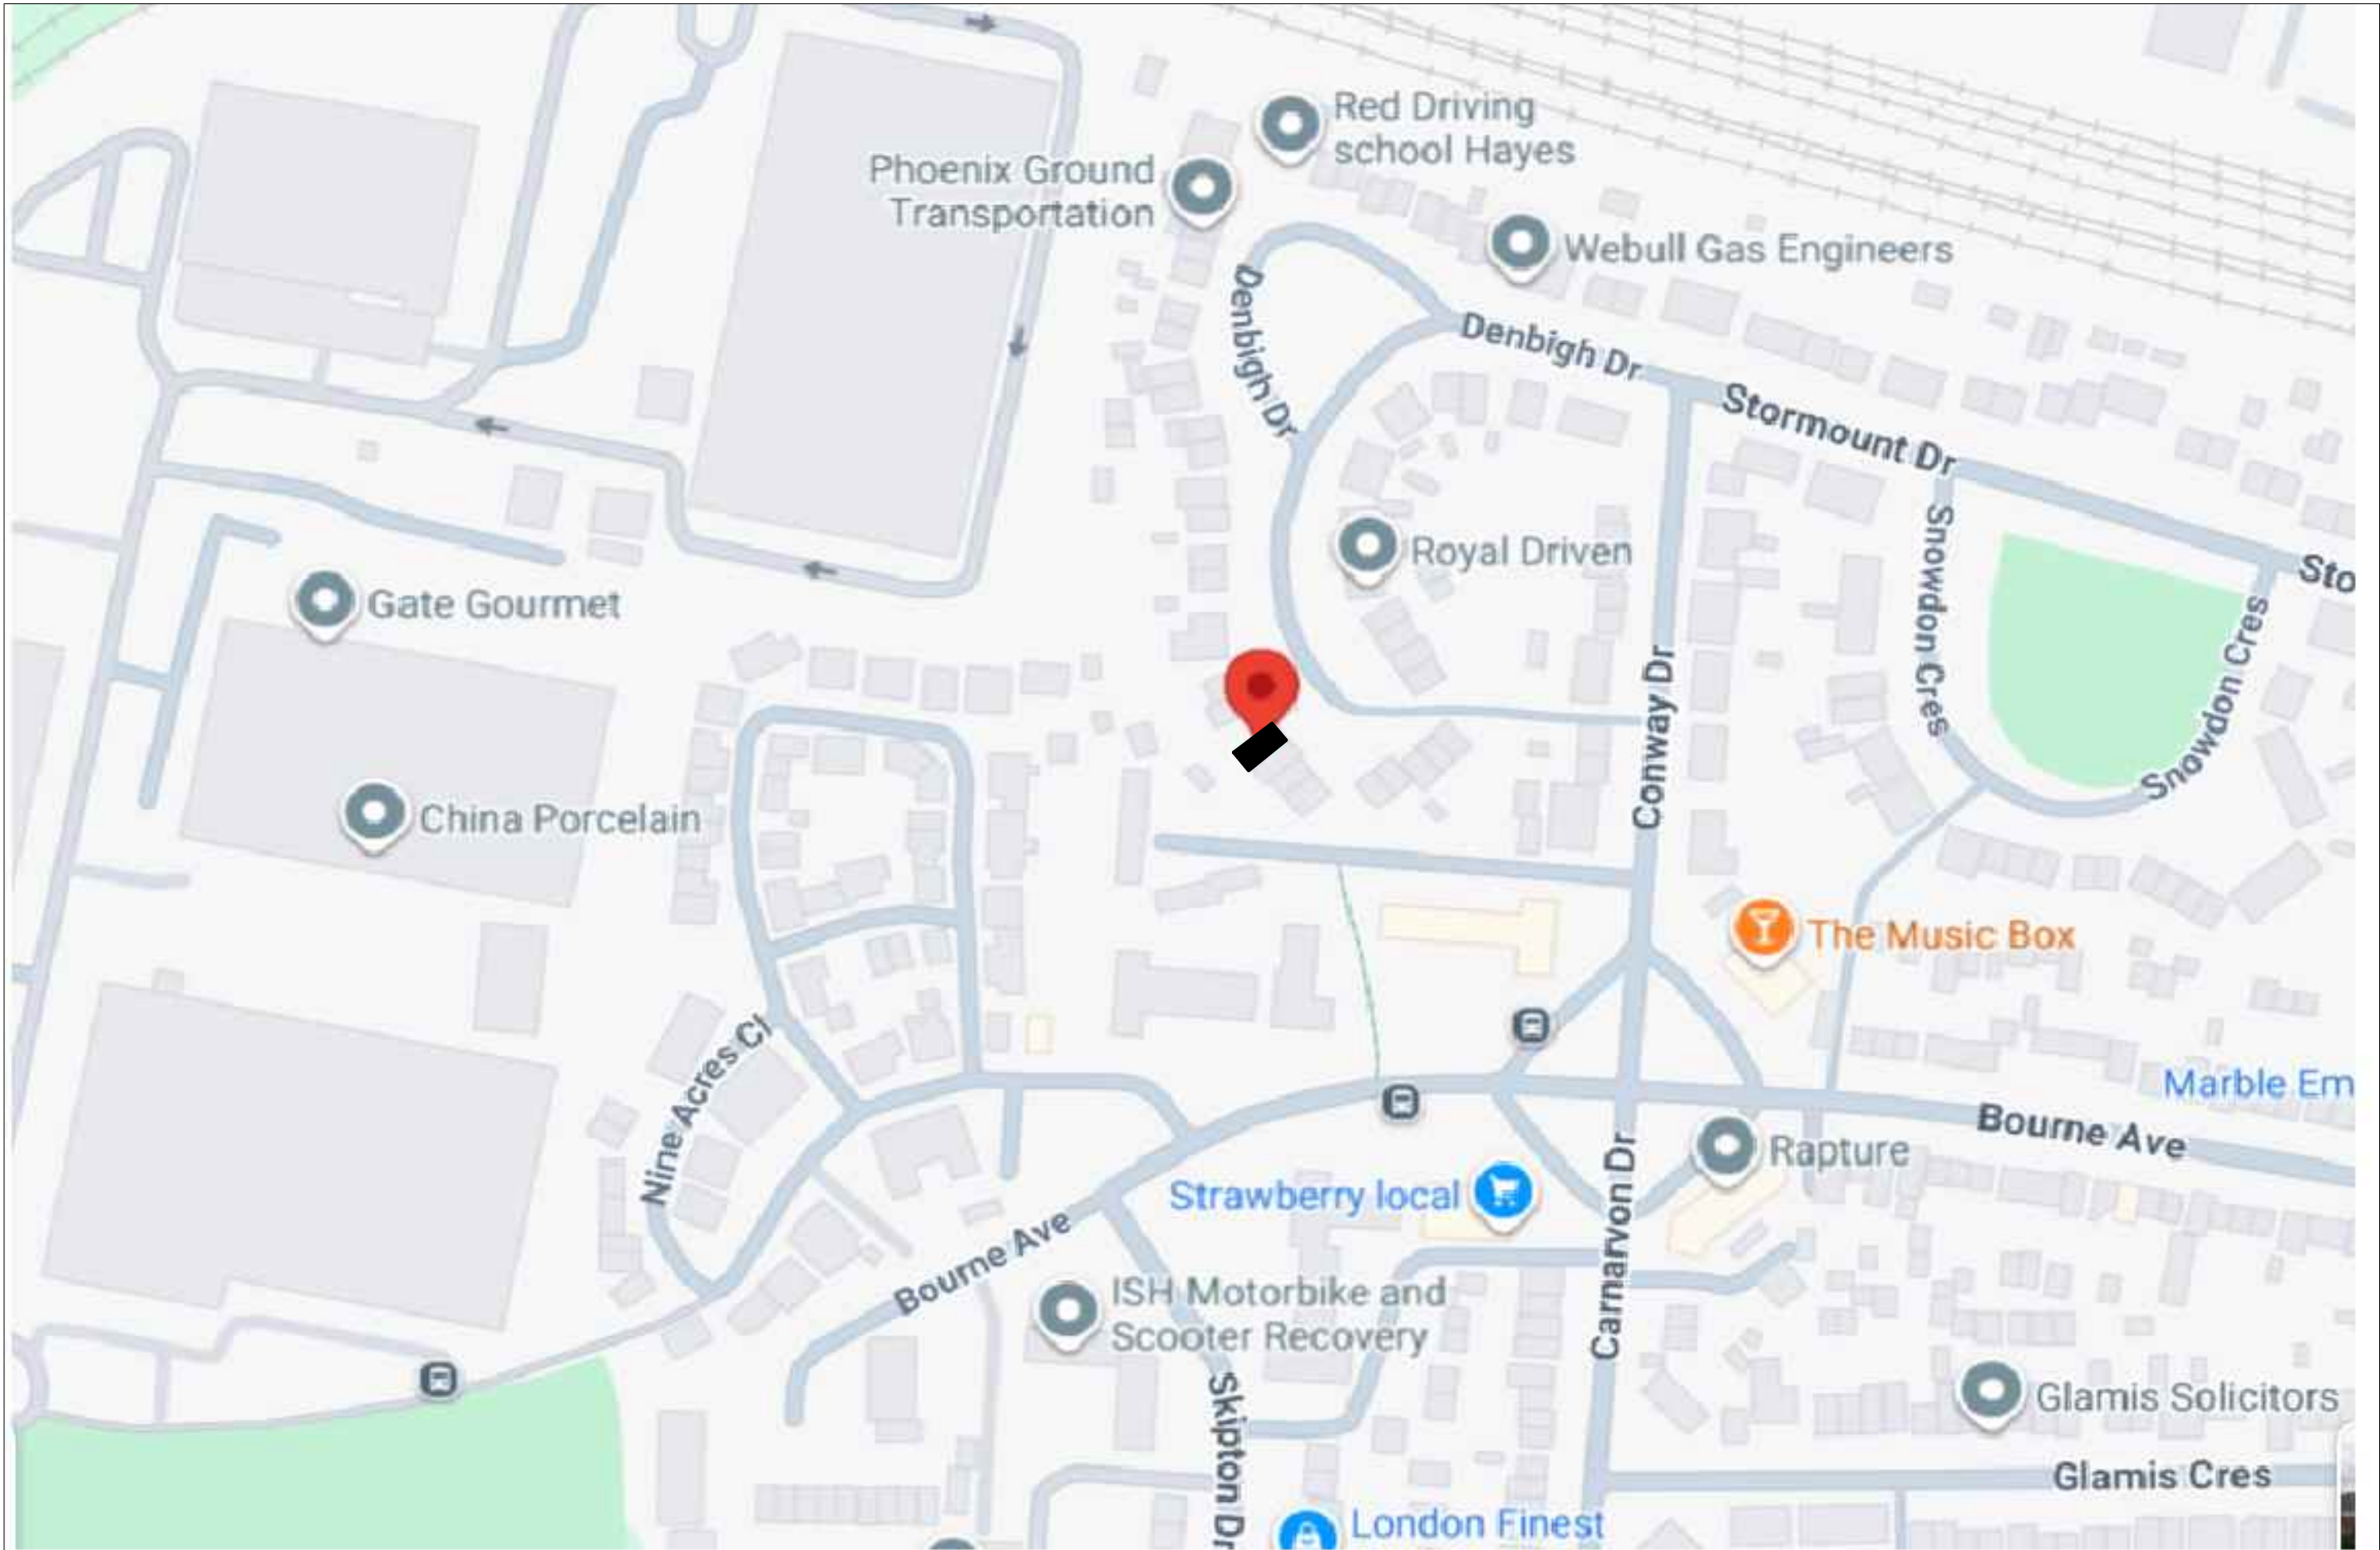 Red Driving
school Hayes
Phoenix Ground
Transportation
Webull Gas Engineers
Denbigh Dr
Denbigh Dr
Stormount Dr
Snowdon Cres
Royal Driven
Sto
Gate Gourmet
Snowdon Cres
Conway Dr
China Porcelain
The Music Box
Nine Acres Cl
Marble Em
Bourne Ave
Rapture
Strawberry local
Carnarvon Dr
Bourne Ave
ISH Motorbike and
Scooter Recovery
Skipton Dr
Glamis Solicitors
Glamis Cres
London Finest